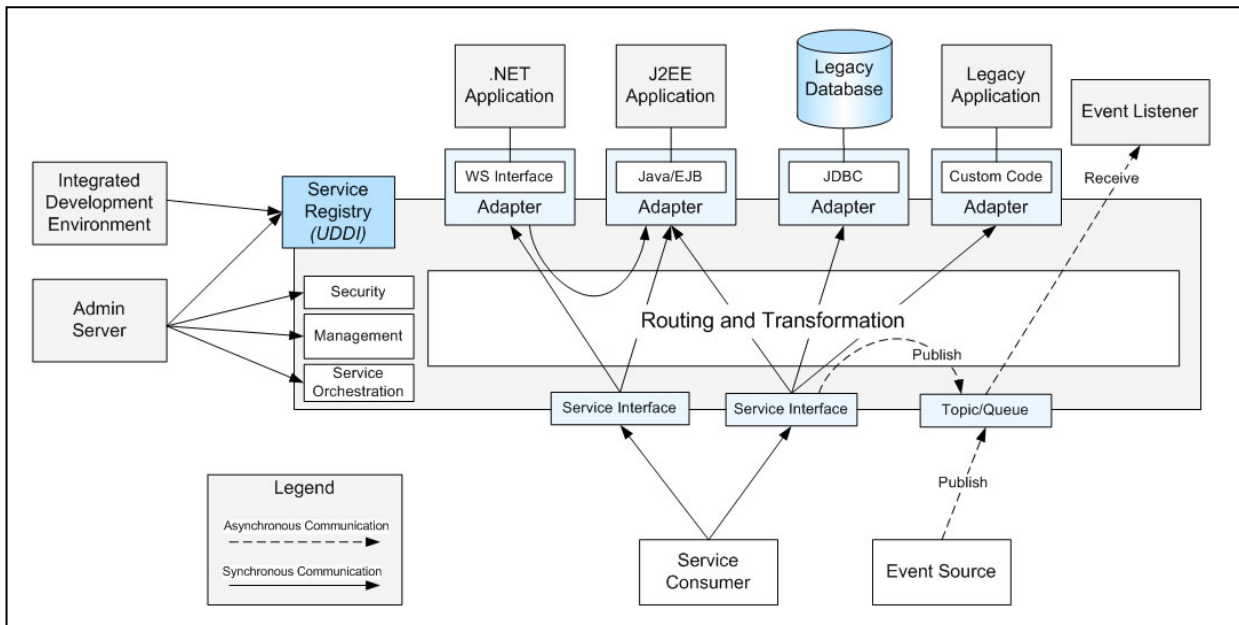 .NET
Application
J2EE
Application
Legacy
Database
Legacy
Application
Event Listener
Integrated
Development
Environment
Service
Registry
(UDDI)
WS Interface
Adapter
Java/EJB
Adapter
JDBC
Adapter
Custom Code
Adapter
Receive
Admin
Server
Security
Management
Service
Orchestration
Routing and Transformation
Publish
Service Interface
Service Interface
Topic/Queue
Publish
Legend
Asynchronous Communication
Synchronous Communication
Service
Consumer
Event Source